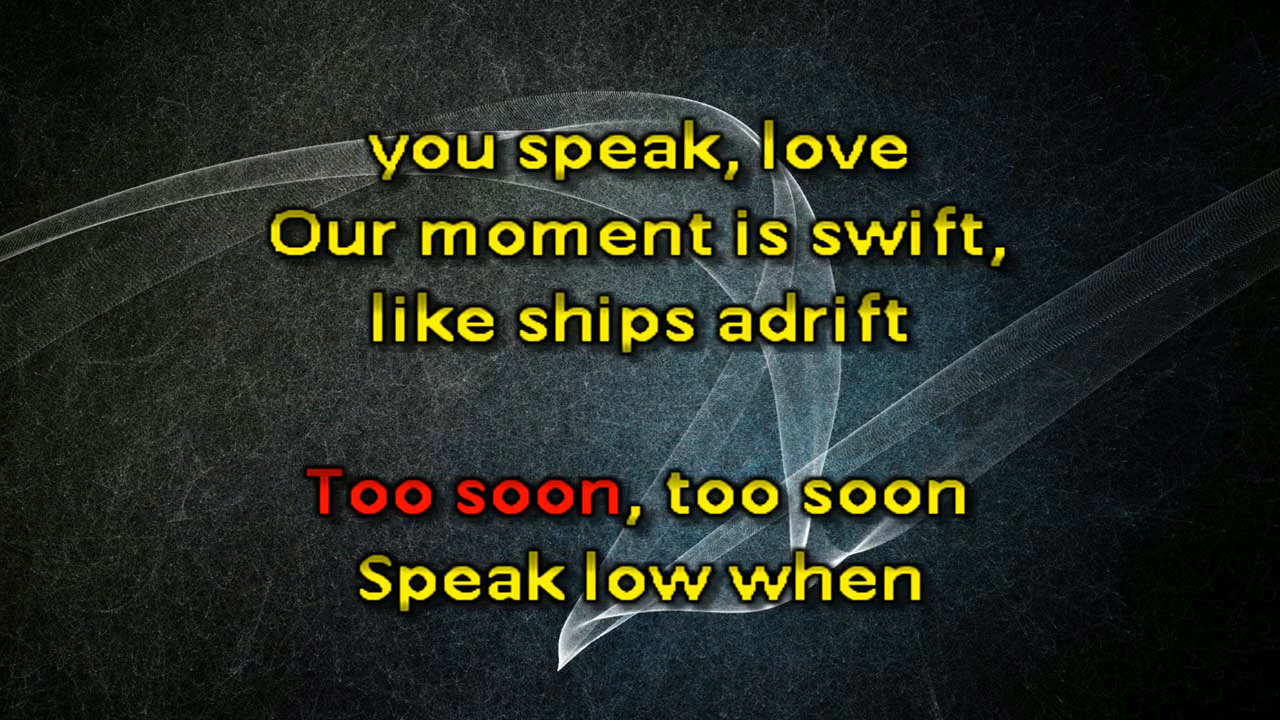 you speak, love
Our moment is swift,
like ships adrift
Too soon, too soon
Speak low when